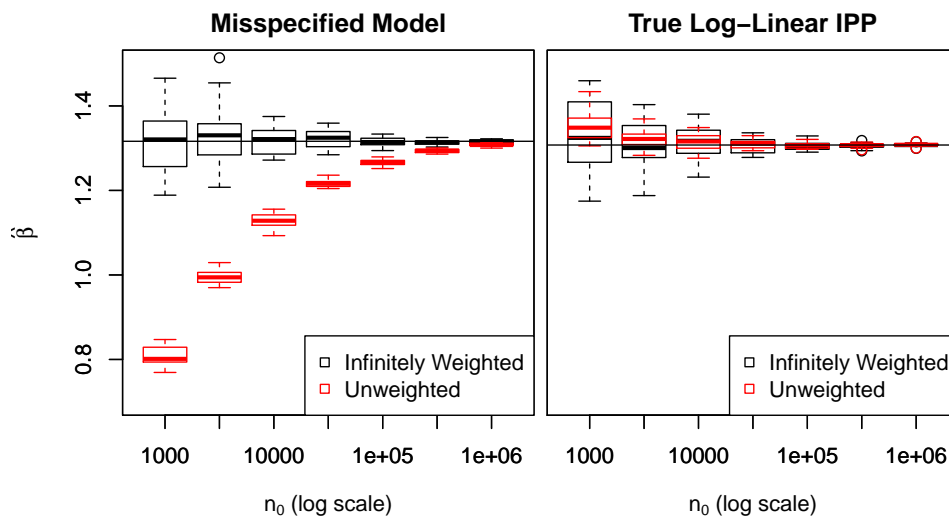 Misspecified Model
True Log−Linear IPP
β̂
1.4
1.2
1.0
0.8
Infinitely Weighted
Unweighted
Infinitely Weighted
Unweighted
1000 10000 1e+05 1e+06
1000 10000 1e+05 1e+06
n₀ (log scale)
n₀ (log scale)